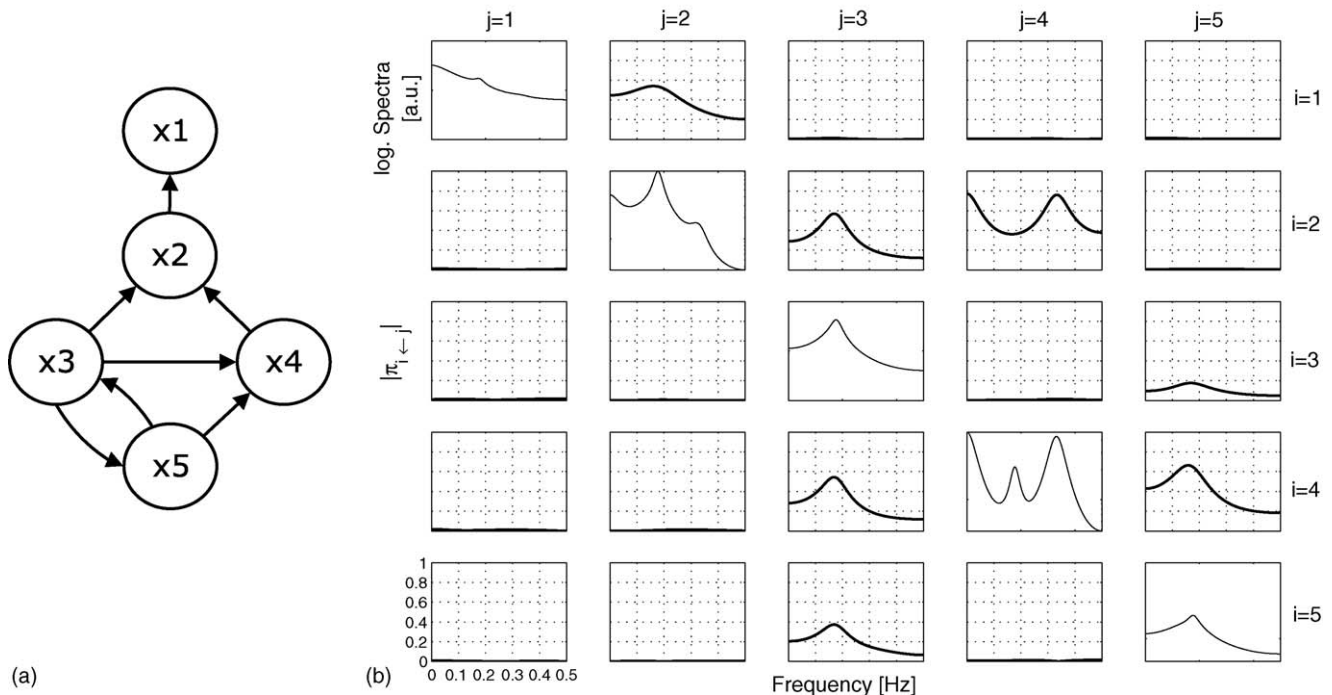 j=1 j=2 j=3 j=4 j=5
log. Spectra
[a.u.]
i=1
x1
x2
x3 x4
x5
i=2
|π i ← j|
i=3
i=4
1
0.8
0.6
0.4
0.2
0
i=5
0 0.1 0.2 0.3 0.4 0.5
Frequency [Hz]
(a) (b)